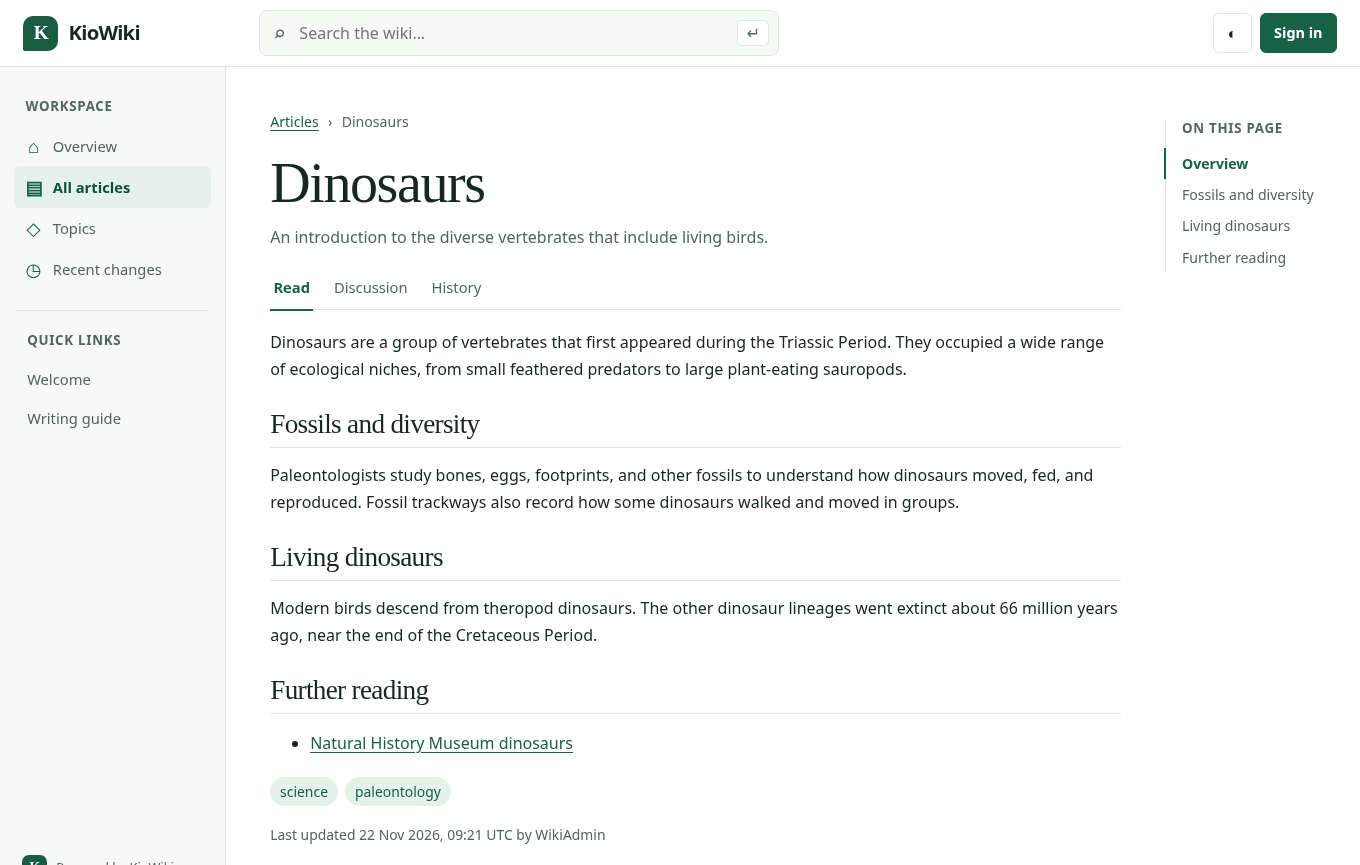 K KioWiki
Search the wiki...
Sign in
WORKSPACE
Overview
All articles
Topics
Recent changes
QUICK LINKS
Welcome
Writing guide
Articles › Dinosaurs
Dinosaurs
An introduction to the diverse vertebrates that include living birds.
Read Discussion History
Dinosaurs are a group of vertebrates that first appeared during the Triassic Period. They occupied a wide range
of ecological niches, from small feathered predators to large plant-eating sauropods.
Fossils and diversity
Paleontologists study bones, eggs, footprints, and other fossils to understand how dinosaurs moved, fed, and
reproduced. Fossil trackways also record how some dinosaurs walked and moved in groups.
Living dinosaurs
Modern birds descend from theropod dinosaurs. The other dinosaur lineages went extinct about 66 million years
ago, near the end of the Cretaceous Period.
Further reading
• Natural History Museum dinosaurs
science paleontology
Last updated 22 Nov 2026, 09:21 UTC by WikiAdmin
ON THIS PAGE
Overview
Fossils and diversity
Living dinosaurs
Further reading